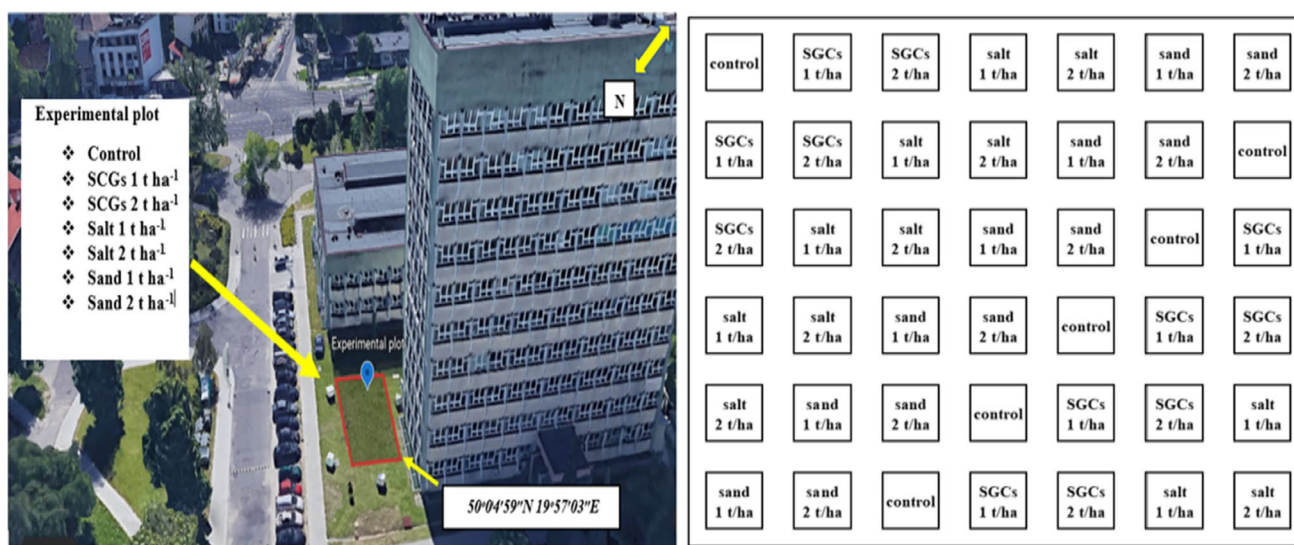 N
Experimental plot
❖ Control
❖ SCGs 1 t ha⁻¹
❖ SCGs 2 t ha⁻¹
❖ Salt 1 t ha⁻¹
❖ Salt 2 t ha⁻¹
❖ Sand 1 t ha⁻¹
❖ Sand 2 t ha⁻¹
Experimental plot
50°04'59"N 19°57'03"E
control SGCs SGCs salt salt sand sand
1 t/ha 2 t/ha 1 t/ha 2 t/ha 1 t/ha 2 t/ha
SGCs SGCs salt salt sand sand control
1 t/ha 2 t/ha 1 t/ha 2 t/ha 1 t/ha 2 t/ha
SGCs salt salt sand sand control SGCs
2 t/ha 1 t/ha 2 t/ha 1 t/ha 2 t/ha 1 t/ha
salt salt sand sand control SGCs SGCs
1 t/ha 2 t/ha 1 t/ha 2 t/ha 1 t/ha 2 t/ha
salt sand sand control SGCs SGCs salt
2 t/ha 1 t/ha 2 t/ha 1 t/ha 2 t/ha 1 t/ha
sand sand control SGCs SGCs salt salt
1 t/ha 2 t/ha 1 t/ha 2 t/ha 1 t/ha 2 t/ha